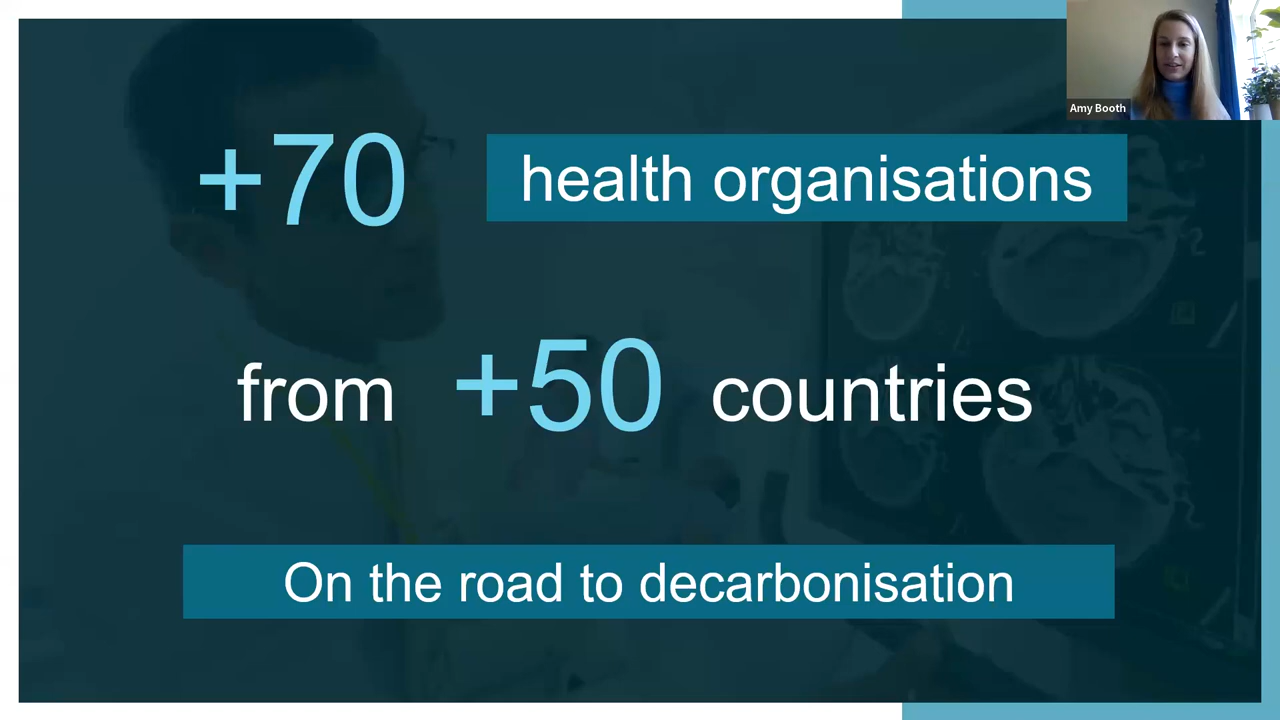 Amy Booth
+70 health organisations
from +50 countries
On the road to decarbonisation